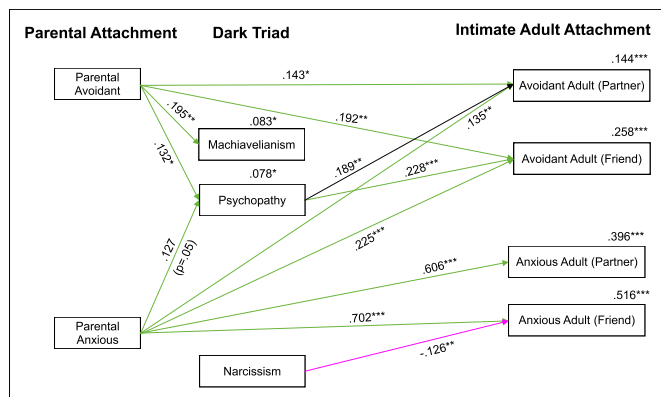 Parental Attachment
Dark Triad
Intimate Adult Attachment
.144***
Parental
Avoidant
.143*
Avoidant Adult (Partner)
.195**
.083*
.192**
.135**
.258***
Machiavelianism
.132*
Avoidant Adult (Friend)
.078*
.189**
.228***
Psychopathy
.127
(p=.05)
.225***
.396***
.606***
Anxious Adult (Partner)
.516***
Parental
Anxious
.702***
Anxious Adult (Friend)
-.126**
Narcissism